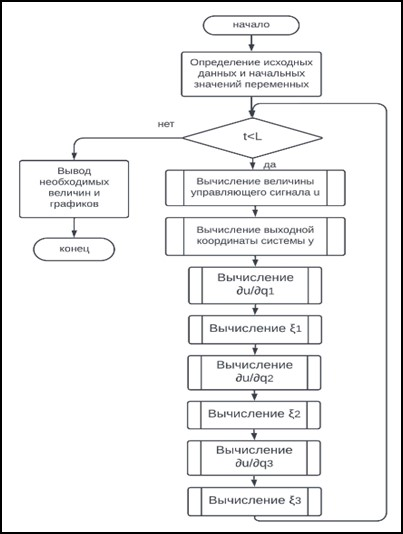 начало
Определение исходных
данных и начальных
значений переменных
нет
t<L
да
Вывод
необходимых
величин и
графиков
конец
Вычисление величины
управляющего сигнала u
Вычисление выходной
координаты системы y
Вычисление
∂u/∂q1
Вычисление ξ1
Вычисление
∂u/∂q2
Вычисление ξ2
Вычисление
∂u/∂q3
Вычисление ξ3